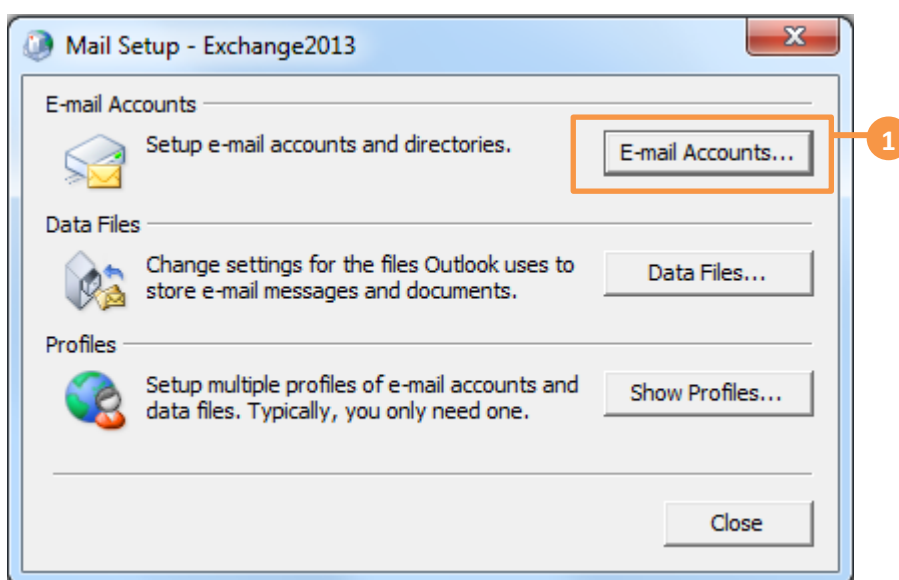 Mail Setup - Exchange2013
E-mail Accounts
Setup e-mail accounts and directories.
E-mail Accounts...
1
Data Files
Change settings for the files Outlook uses to
store e-mail messages and documents.
Data Files...
Profiles
Setup multiple profiles of e-mail accounts and
data files. Typically, you only need one.
Show Profiles...
Close